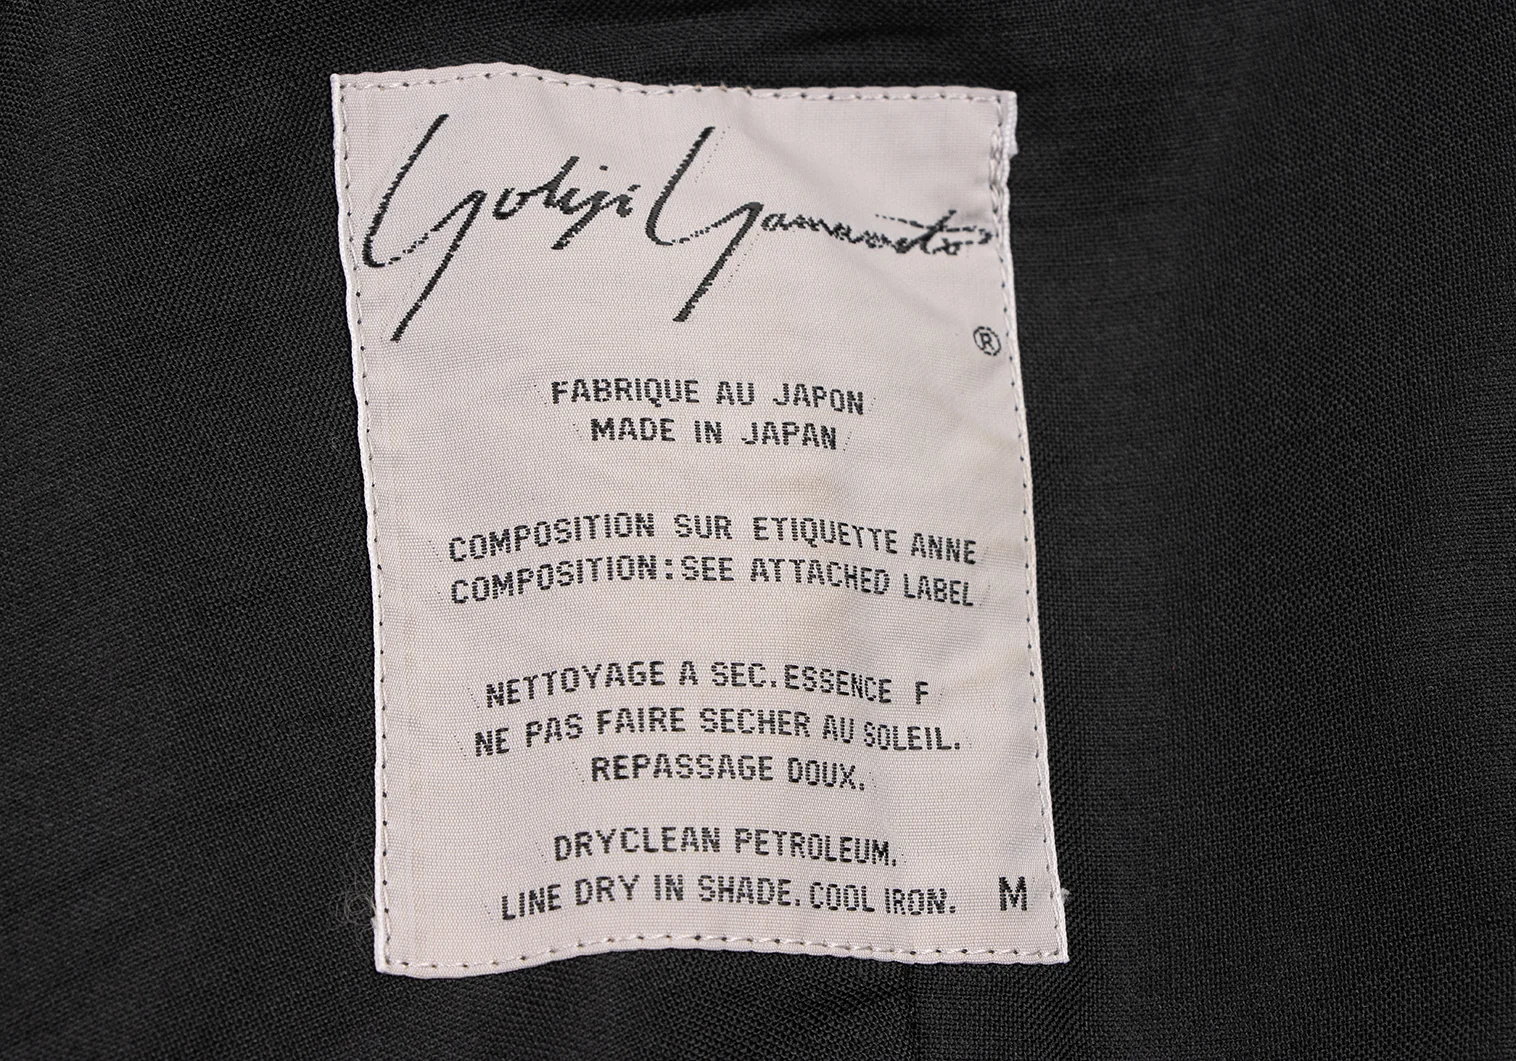 Yohji Yamamoto
®
FABRIQUE AU JAPON
MADE IN JAPAN
COMPOSITION SUR ETIQUETTE ANNE
COMPOSITION:SEE ATTACHED LABEL
NETTOYAGE A SEC.ESSENCE F
NE PAS FAIRE SECHER AU SOLEIL.
REPASSAGE DOUX.
DRYCLEAN PETROLEUM.
LINE DRY IN SHADE.COOL IRON. M